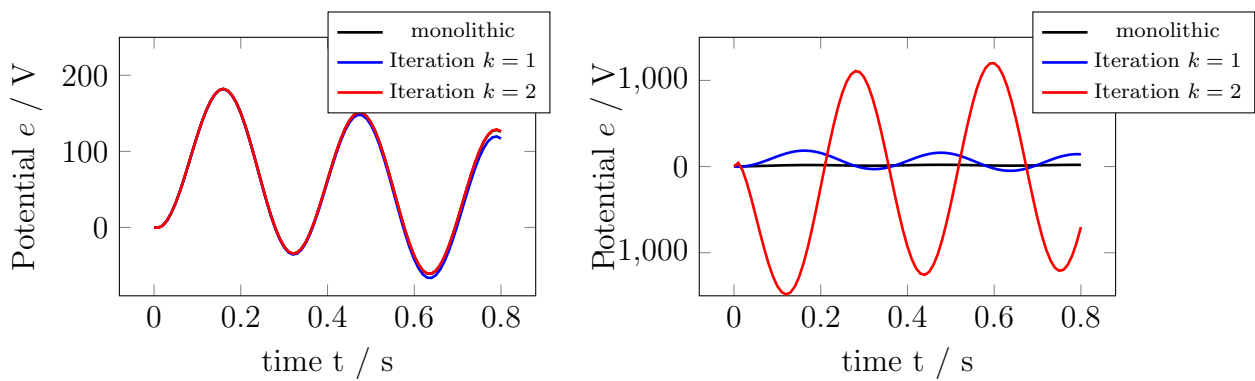 monolithic
Iteration k = 1
Iteration k = 2
200
100
0
Potential e / V
0 0.2 0.4 0.6 0.8
time t / s
monolithic
Iteration k = 1
Iteration k = 2
1,000
0
1,000
Potential e / V
0 0.2 0.4 0.6 0.8
time t / s